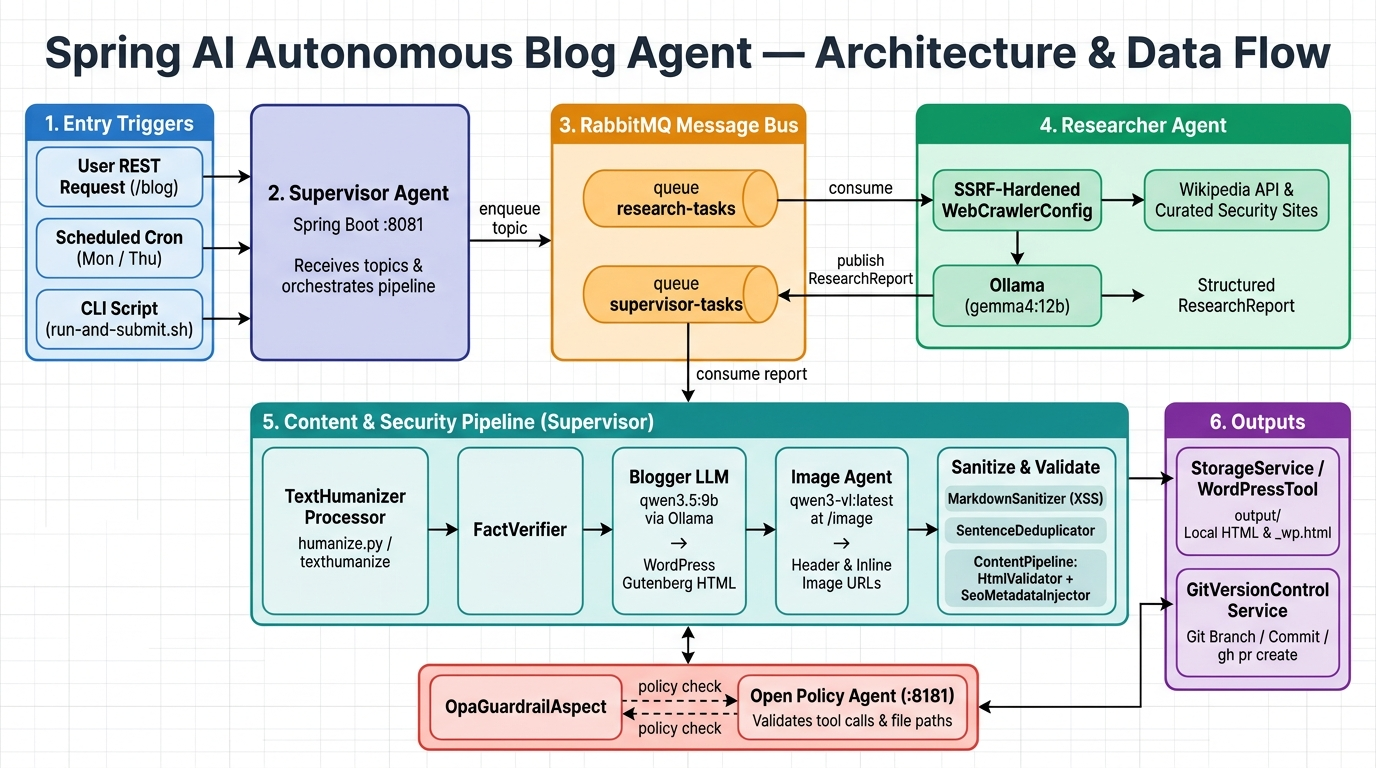 Spring AI Autonomous Blog Agent — Architecture & Data Flow
1. Entry Triggers
User REST
Request (/blog)
Scheduled Cron
(Mon / Thu)
CLI Script
(run-and-submit.sh)
2. Supervisor Agent
Spring Boot :8081
Receives topics &
orchestrates pipeline
enqueue
topic
3. RabbitMQ Message Bus
queue
research-tasks
queue
supervisor-tasks
consume
publish
ResearchReport
consume report
4. Researcher Agent
SSRF-Hardened
WebCrawlerConfig
Wikipedia API &
Curated Security Sites
Ollama
(gemma4:12b)
Structured
ResearchReport
5. Content & Security Pipeline (Supervisor)
TextHumanizer
Processor
humanize.py /
texthumanize
FactVerifier
Blogger LLM
qwen3.5:9b
via Ollama
→
WordPress
Gutenberg HTML
Image Agent
qwen3-vl:latest
at /image
→
Header & Inline
Image URLs
Sanitize & Validate
MarkdownSanitizer (XSS)
SentenceDeduplicator
ContentPipeline:
HtmlValidator +
SeoMetadataInjector
6. Outputs
StorageService /
WordPressTool
output/
Local HTML & _wp.html
GitVersionControl
Service
Git Branch / Commit /
gh pr create
OpaGuardrailAspect
policy check
policy check
Open Policy Agent (:8181)
Validates tool calls & file paths